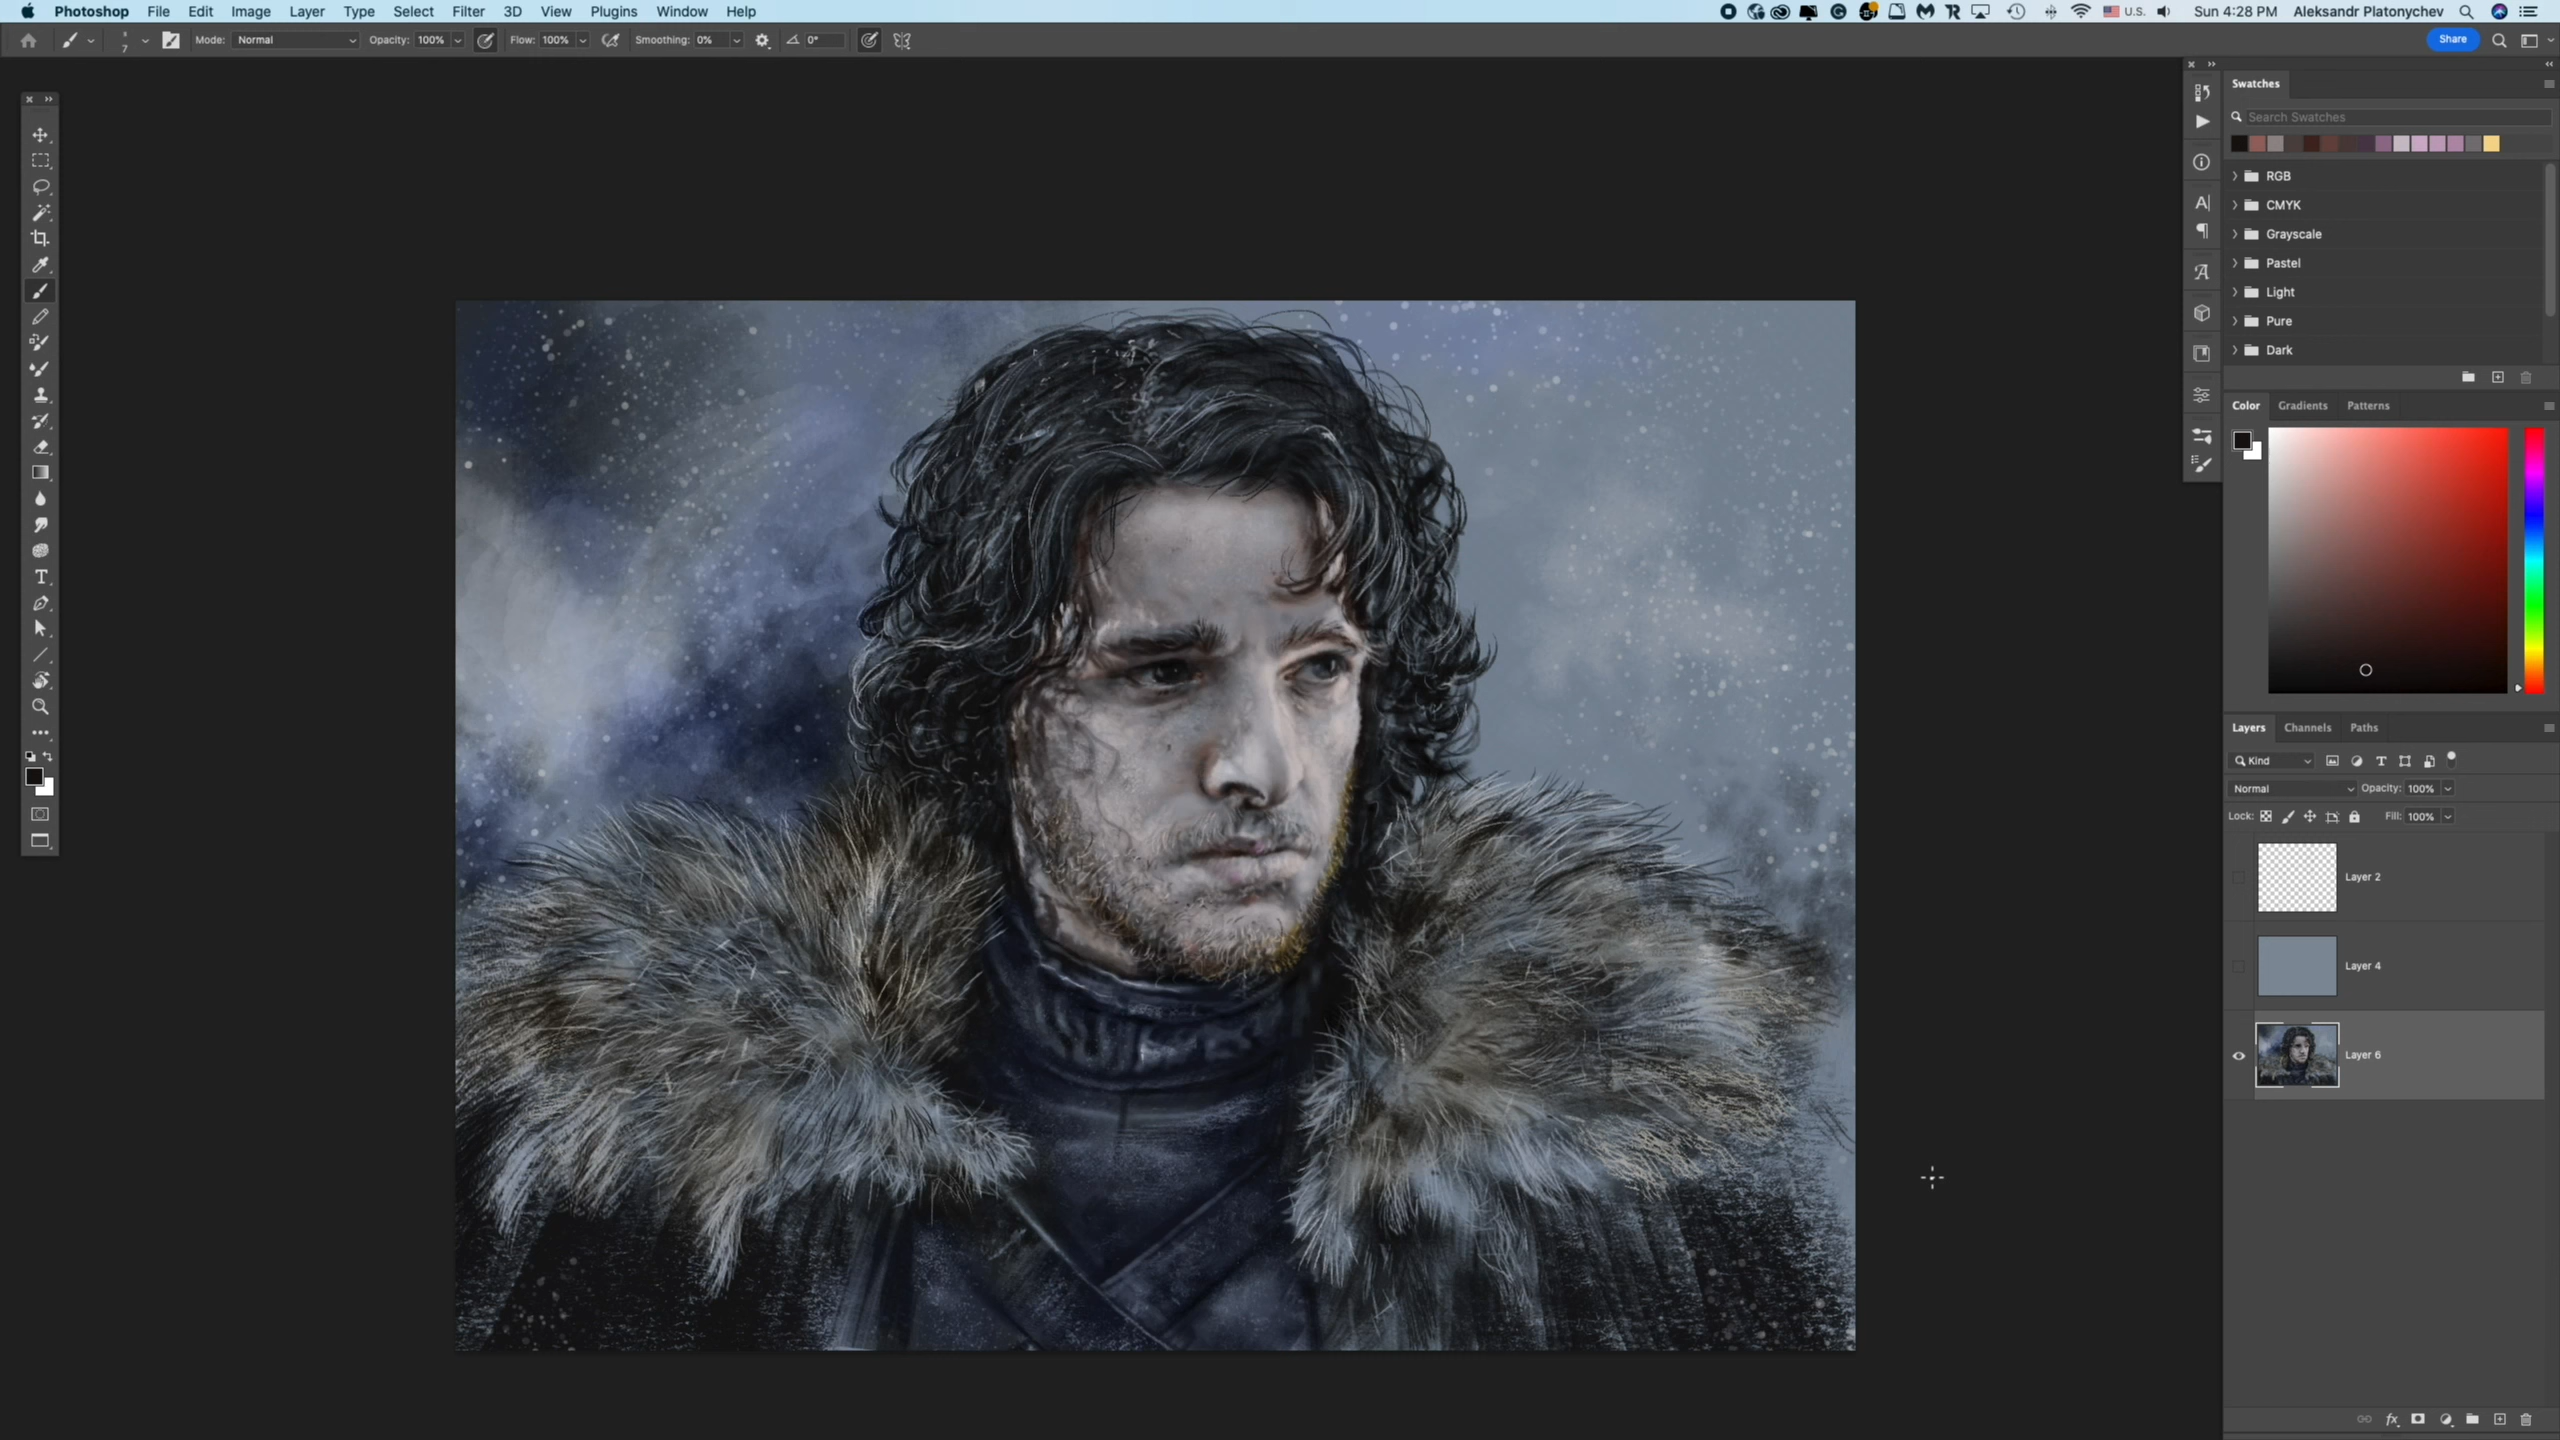 Photoshop File Edit Image Layer Type Select Filter 3D View Plugins Window Help U.S. Sun 4:28 PM Aleksandr Platonychev
7 Mode: Normal Opacity: 100% Flow: 100% Smoothing: 0% 0° Share
Swatches
Search Swatches
RGB
CMYK
Grayscale
Pastel
Light
Pure
Dark
Color Gradients Patterns
Layers Channels Paths
Kind
Normal Opacity: 100%
Lock: Fill: 100%
Layer 2
Layer 4
Layer 6